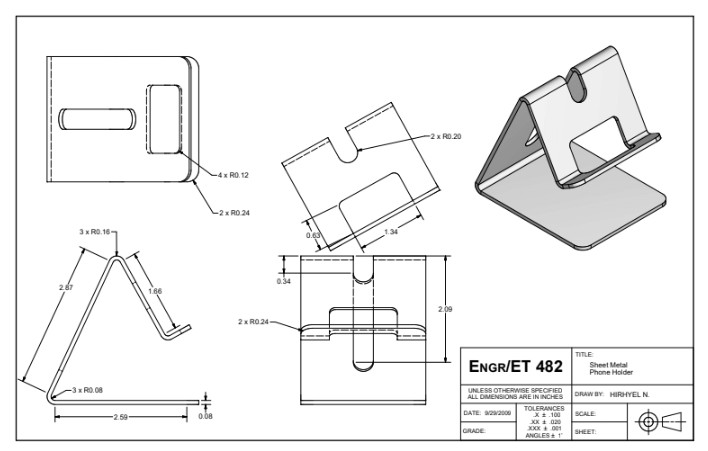 4 x R0.12
2 x R0.24
2 x R0.20
0.63
1.34
3 x R0.16
2.67
1.66
3 x R0.08
2.59
0.08
0.34
2 x R0.24
2.09
ENGR/ET 482
TITLE:
Sheet Metal
Phone Holder
UNLESS OTHERWISE SPECIFIED
ALL DIMENSIONS ARE IN INCHES
DRAW BY: HIRHYEL N.
DATE: 9/29/2008
TOLERANCES
.X ± .100
.XX ± .020
.XXX ± .001
ANGLES ± 1°
SCALE:
GRADE:
SHEET: